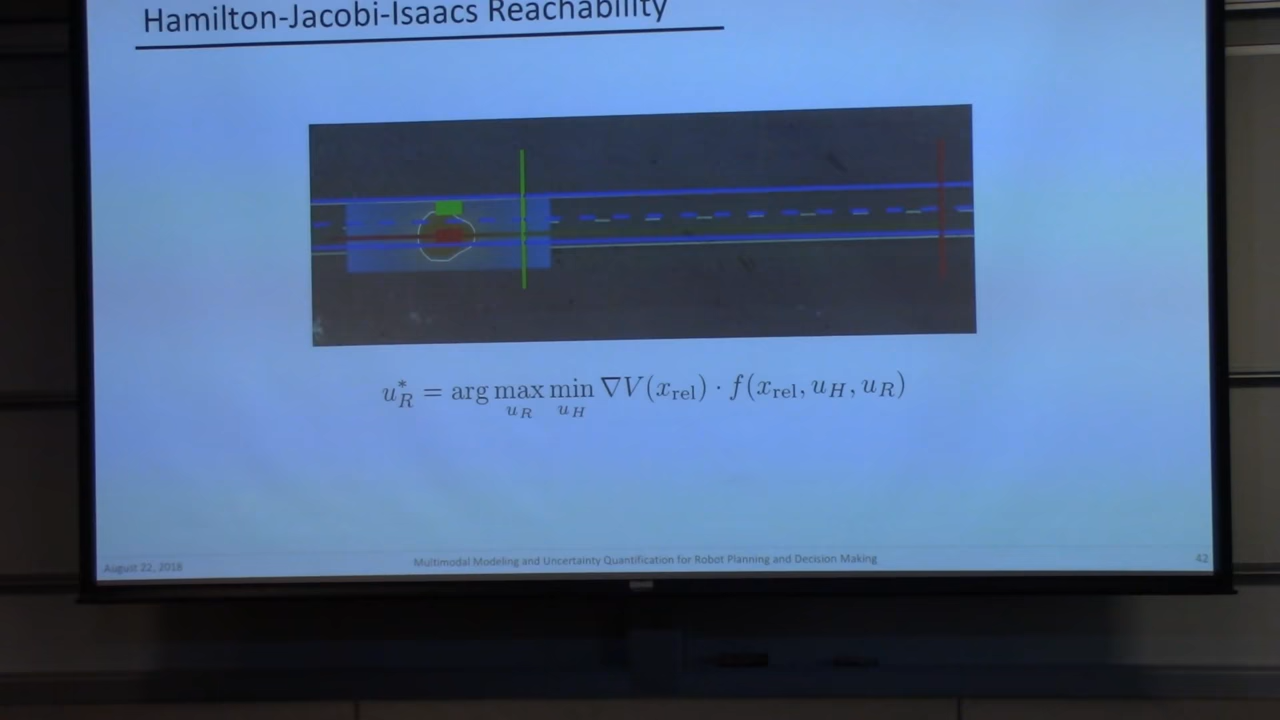 Hamilton-Jacobi-Isaacs Reachability
u*_R = arg max_{u_R} min_{u_H} ∇V(x_rel) · f(x_rel, u_H, u_R)
August 22, 2018
Multimodal Modeling and Uncertainty Quantification for Robot Planning and Decision Making
42